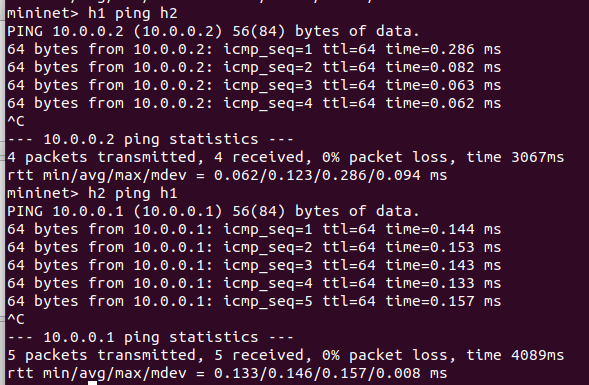 mininet> h1 ping h2
PING 10.0.0.2 (10.0.0.2) 56(84) bytes of data.
64 bytes from 10.0.0.2: icmp_seq=1 ttl=64 time=0.286 ms
64 bytes from 10.0.0.2: icmp_seq=2 ttl=64 time=0.082 ms
64 bytes from 10.0.0.2: icmp_seq=3 ttl=64 time=0.063 ms
64 bytes from 10.0.0.2: icmp_seq=4 ttl=64 time=0.062 ms
^C
--- 10.0.0.2 ping statistics ---
4 packets transmitted, 4 received, 0% packet loss, time 3067ms
rtt min/avg/max/mdev = 0.062/0.123/0.286/0.094 ms
mininet> h2 ping h1
PING 10.0.0.1 (10.0.0.1) 56(84) bytes of data.
64 bytes from 10.0.0.1: icmp_seq=1 ttl=64 time=0.144 ms
64 bytes from 10.0.0.1: icmp_seq=2 ttl=64 time=0.153 ms
64 bytes from 10.0.0.1: icmp_seq=3 ttl=64 time=0.143 ms
64 bytes from 10.0.0.1: icmp_seq=4 ttl=64 time=0.133 ms
64 bytes from 10.0.0.1: icmp_seq=5 ttl=64 time=0.157 ms
^C
--- 10.0.0.1 ping statistics ---
5 packets transmitted, 5 received, 0% packet loss, time 4089ms
rtt min/avg/max/mdev = 0.133/0.146/0.157/0.008 ms